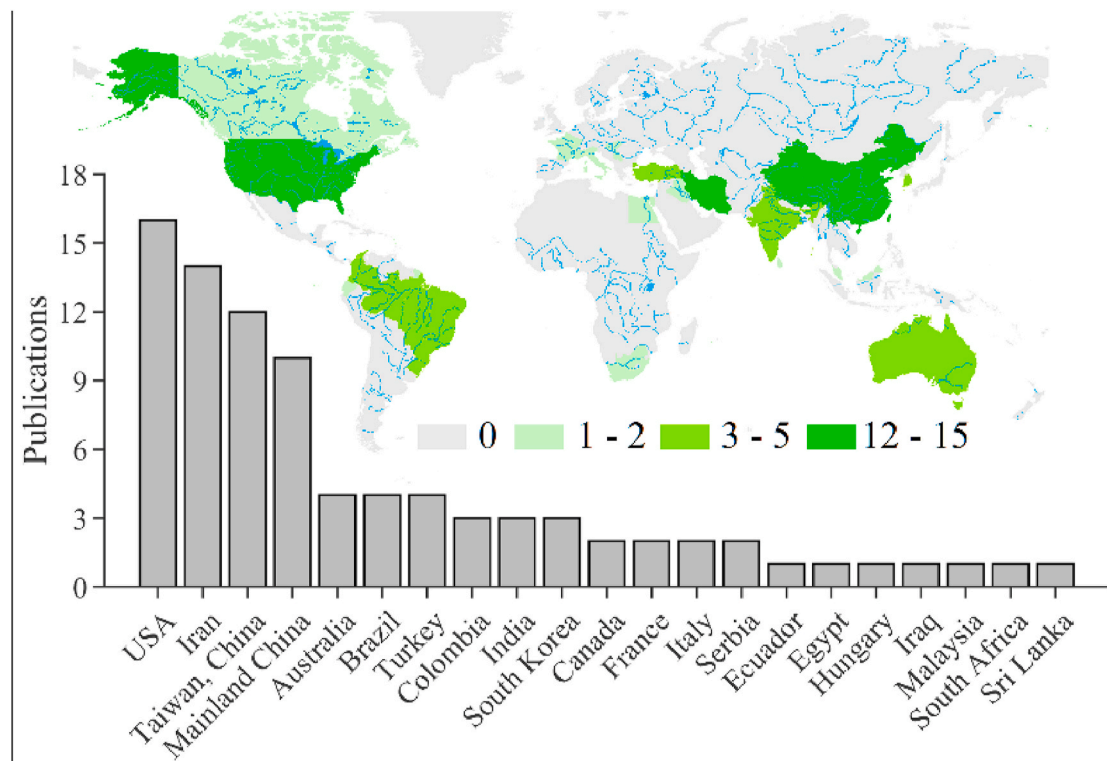 18
15
12
9
6
3
0
Publications
0
1 - 2
3 - 5
12 - 15
USA
Iran
Taiwan, China
Mainland China
Australia
Brazil
Turkey
Colombia
India
South Korea
Canada
France
Italy
Serbia
Ecuador
Egypt
Hungary
Iraq
Malaysia
South Africa
Sri Lanka